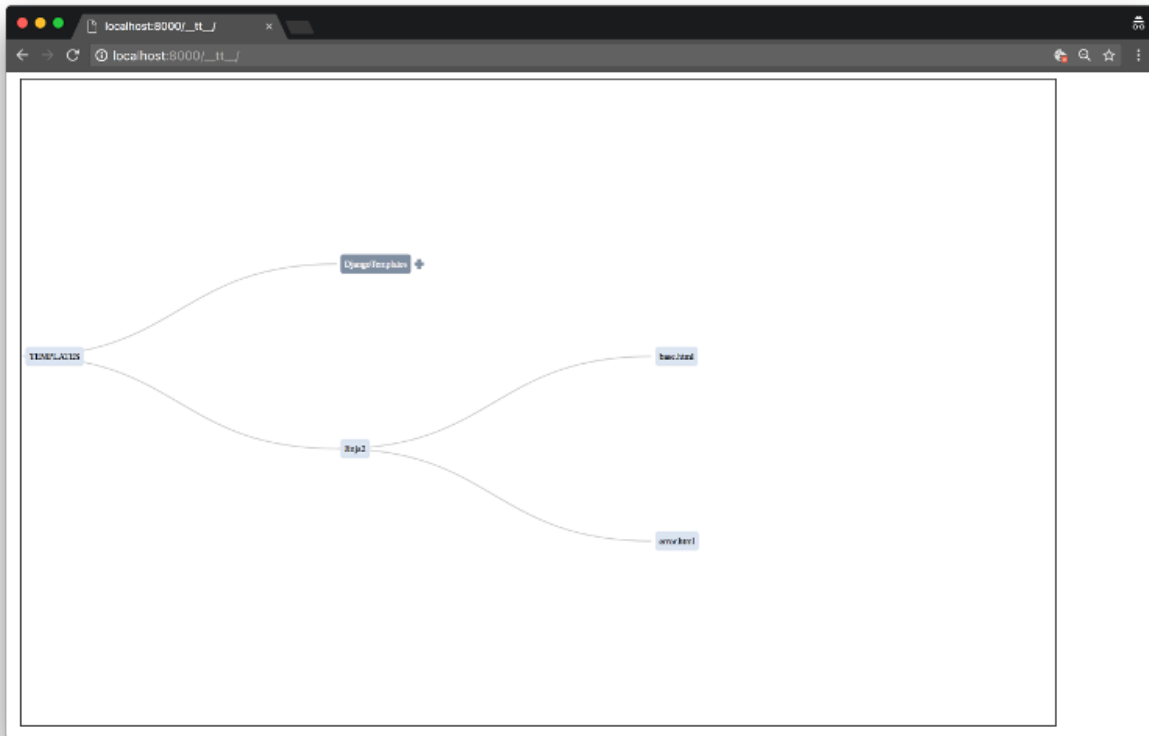 localhost:8000/__tt__/
localhost:8000/__tt__/
DjangoTemplates
TEMPLATES
base.html
Jinja2
error.html